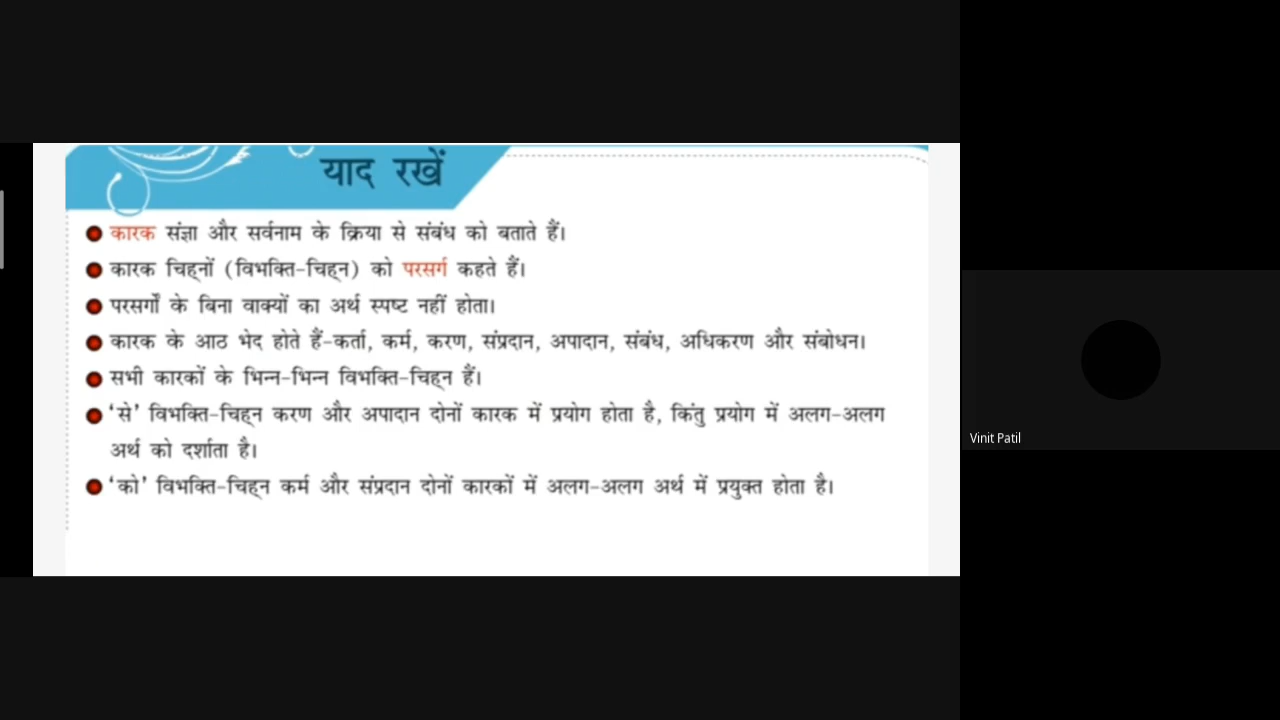 याद रखें
कारक संज्ञा और सर्वनाम के क्रिया से संबंध को बताते हैं।
कारक चिह्नों (विभक्ति-चिह्न) को परसर्ग कहते हैं।
परसर्गों के बिना वाक्यों का अर्थ स्पष्ट नहीं होता।
कारक के आठ भेद होते हैं-कर्ता, कर्म, करण, संप्रदान, अपादान, संबंध, अधिकरण और संबोधन।
सभी कारकों के भिन्न-भिन्न विभक्ति-चिह्न हैं।
‘से’ विभक्ति-चिह्न करण और अपादान दोनों कारक में प्रयोग होता है, किंतु प्रयोग में अलग-अलग
अर्थ को दर्शाता है।
‘को’ विभक्ति-चिह्न कर्म और संप्रदान दोनों कारकों में अलग-अलग अर्थ में प्रयुक्त होता है।
Vinit Patil